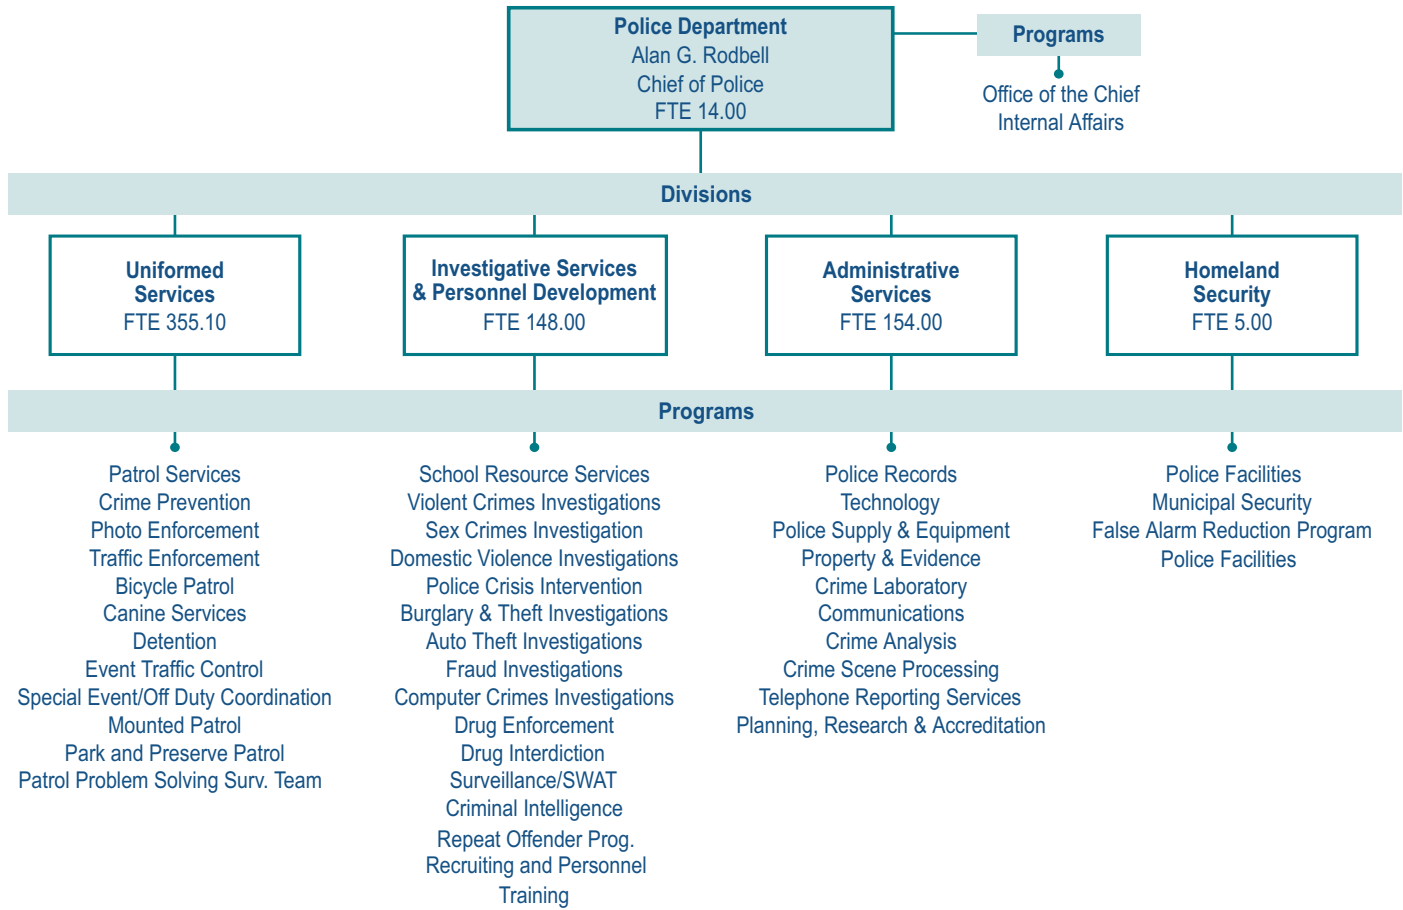 Police Department
Alan G. Rodbell
Chief of Police
FTE 14.00
Programs
Office of the Chief
Internal Affairs
Divisions
Uniformed
Services
FTE 355.10
Investigative Services
& Personnel Development
FTE 148.00
Administrative
Services
FTE 154.00
Homeland
Security
FTE 5.00
Programs
Patrol Services
Crime Prevention
Photo Enforcement
Traffic Enforcement
Bicycle Patrol
Canine Services
Detention
Event Traffic Control
Special Event/Off Duty Coordination
Mounted Patrol
Park and Preserve Patrol
Patrol Problem Solving Surv. Team
School Resource Services
Violent Crimes Investigations
Sex Crimes Investigation
Domestic Violence Investigations
Police Crisis Intervention
Burglary & Theft Investigations
Auto Theft Investigations
Fraud Investigations
Computer Crimes Investigations
Drug Enforcement
Drug Interdiction
Surveillance/SWAT
Criminal Intelligence
Repeat Offender Prog.
Recruiting and Personnel
Training
Police Records
Technology
Police Supply & Equipment
Property & Evidence
Crime Laboratory
Communications
Crime Analysis
Crime Scene Processing
Telephone Reporting Services
Planning, Research & Accreditation
Police Facilities
Municipal Security
False Alarm Reduction Program
Police Facilities